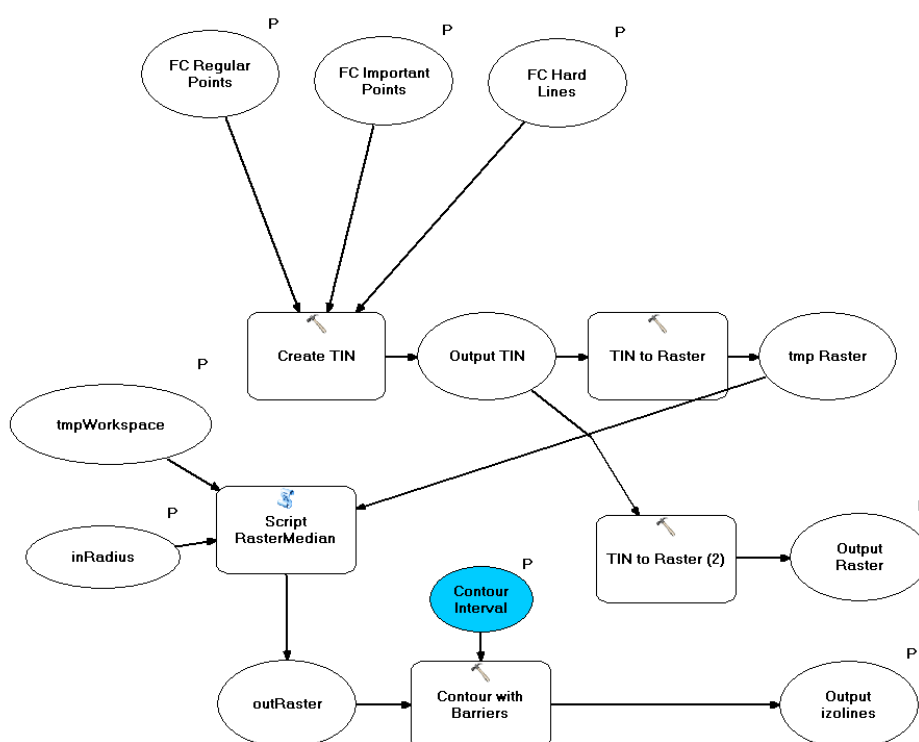 P
P
P
FC Regular
Points
FC Important
Points
FC Hard
Lines
Create TIN
Output TIN
TIN to Raster
tmp Raster
P
tmpWorkspace
P
Script
RasterMedian
inRadius
P
TIN to Raster (2)
Output
Raster
P
Contour
Interval
P
outRaster
Contour with
Barriers
Output
izolines